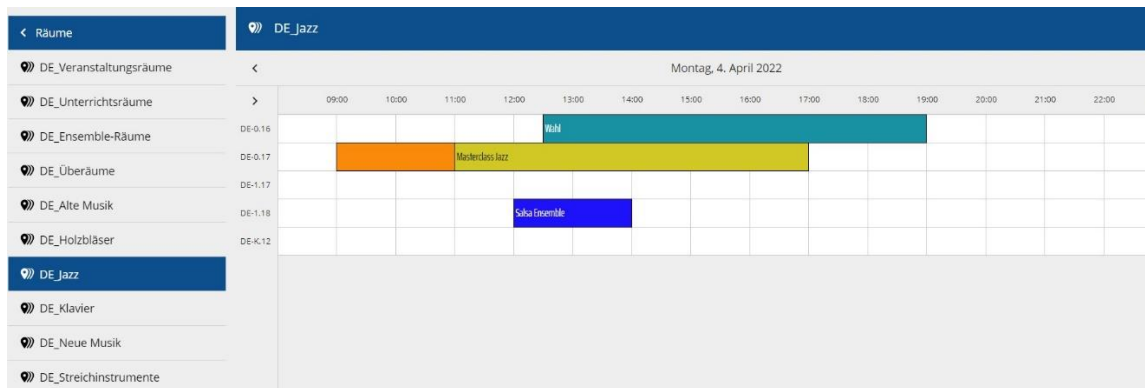 Räume
DE_Veranstaltungsräume
DE_Unterrichtsräume
DE_Ensemble-Räume
DE_Überäume
DE_Alte Musik
DE_Holzbläser
DE_Jazz
DE_Klavier
DE_Neue Musik
DE_Streichinstrumente
DE_Jazz
Montag, 4. April 2022
09:00 10:00 11:00 12:00 13:00 14:00 15:00 16:00 17:00 18:00 19:00 20:00 21:00 22:00
DE-0.16 Wahl
DE-0.17 Masterclass Jazz
DE-1.17
DE-1.18 Salsa Ensemble
DE-K.12